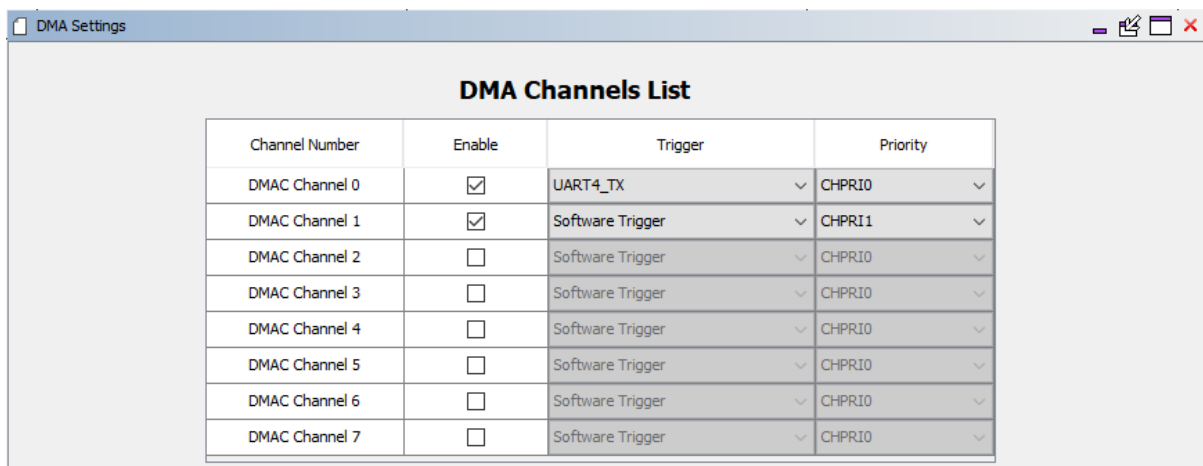 DMA Settings
DMA Channels List
Channel Number Enable Trigger Priority
DMAC Channel 0 UART4_TX CHPRI0
DMAC Channel 1 Software Trigger CHPRI1
DMAC Channel 2 Software Trigger CHPRI0
DMAC Channel 3 Software Trigger CHPRI0
DMAC Channel 4 Software Trigger CHPRI0
DMAC Channel 5 Software Trigger CHPRI0
DMAC Channel 6 Software Trigger CHPRI0
DMAC Channel 7 Software Trigger CHPRI0